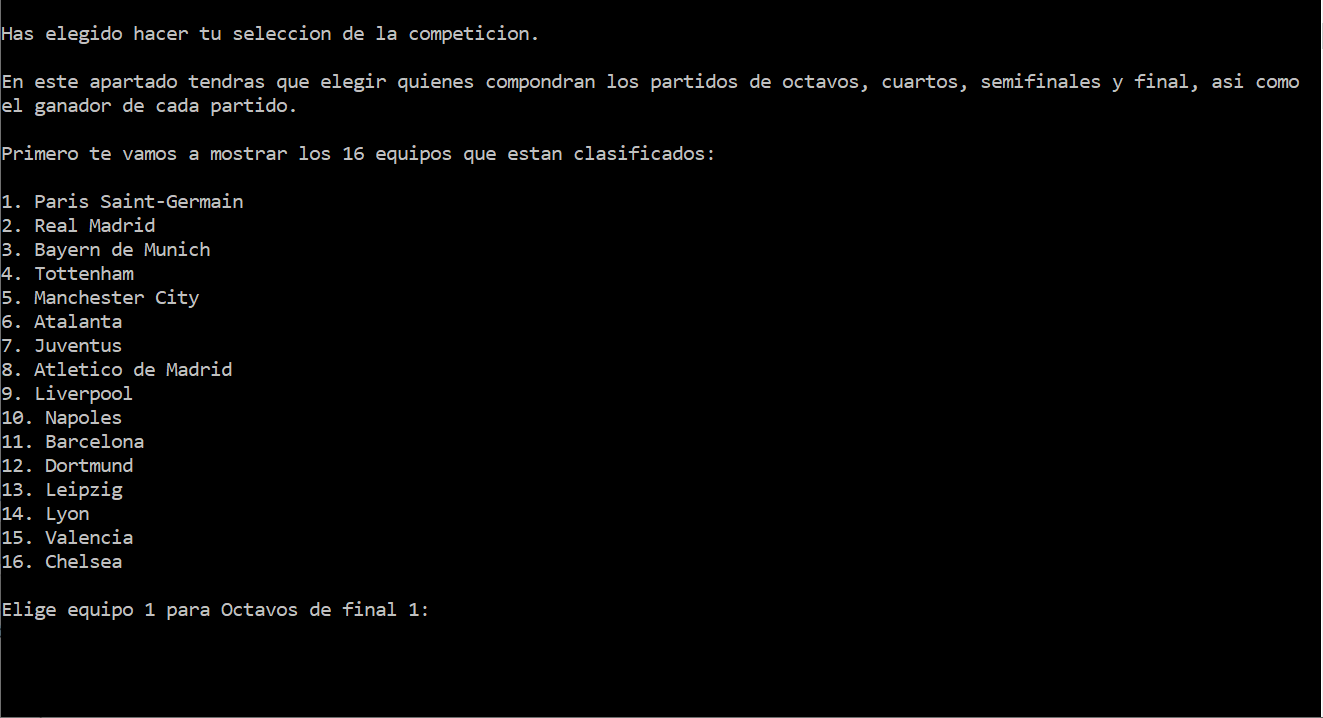 Has elegido hacer tu seleccion de la competicion.
En este apartado tendras que elegir quienes compondran los partidos de octavos, cuartos, semifinales y final, asi como
el ganador de cada partido.
Primero te vamos a mostrar los 16 equipos que estan clasificados:
1. Paris Saint-Germain
2. Real Madrid
3. Bayern de Munich
4. Tottenham
5. Manchester City
6. Atalanta
7. Juventus
8. Atletico de Madrid
9. Liverpool
10. Napoles
11. Barcelona
12. Dortmund
13. Leipzig
14. Lyon
15. Valencia
16. Chelsea
Elige equipo 1 para Octavos de final 1: